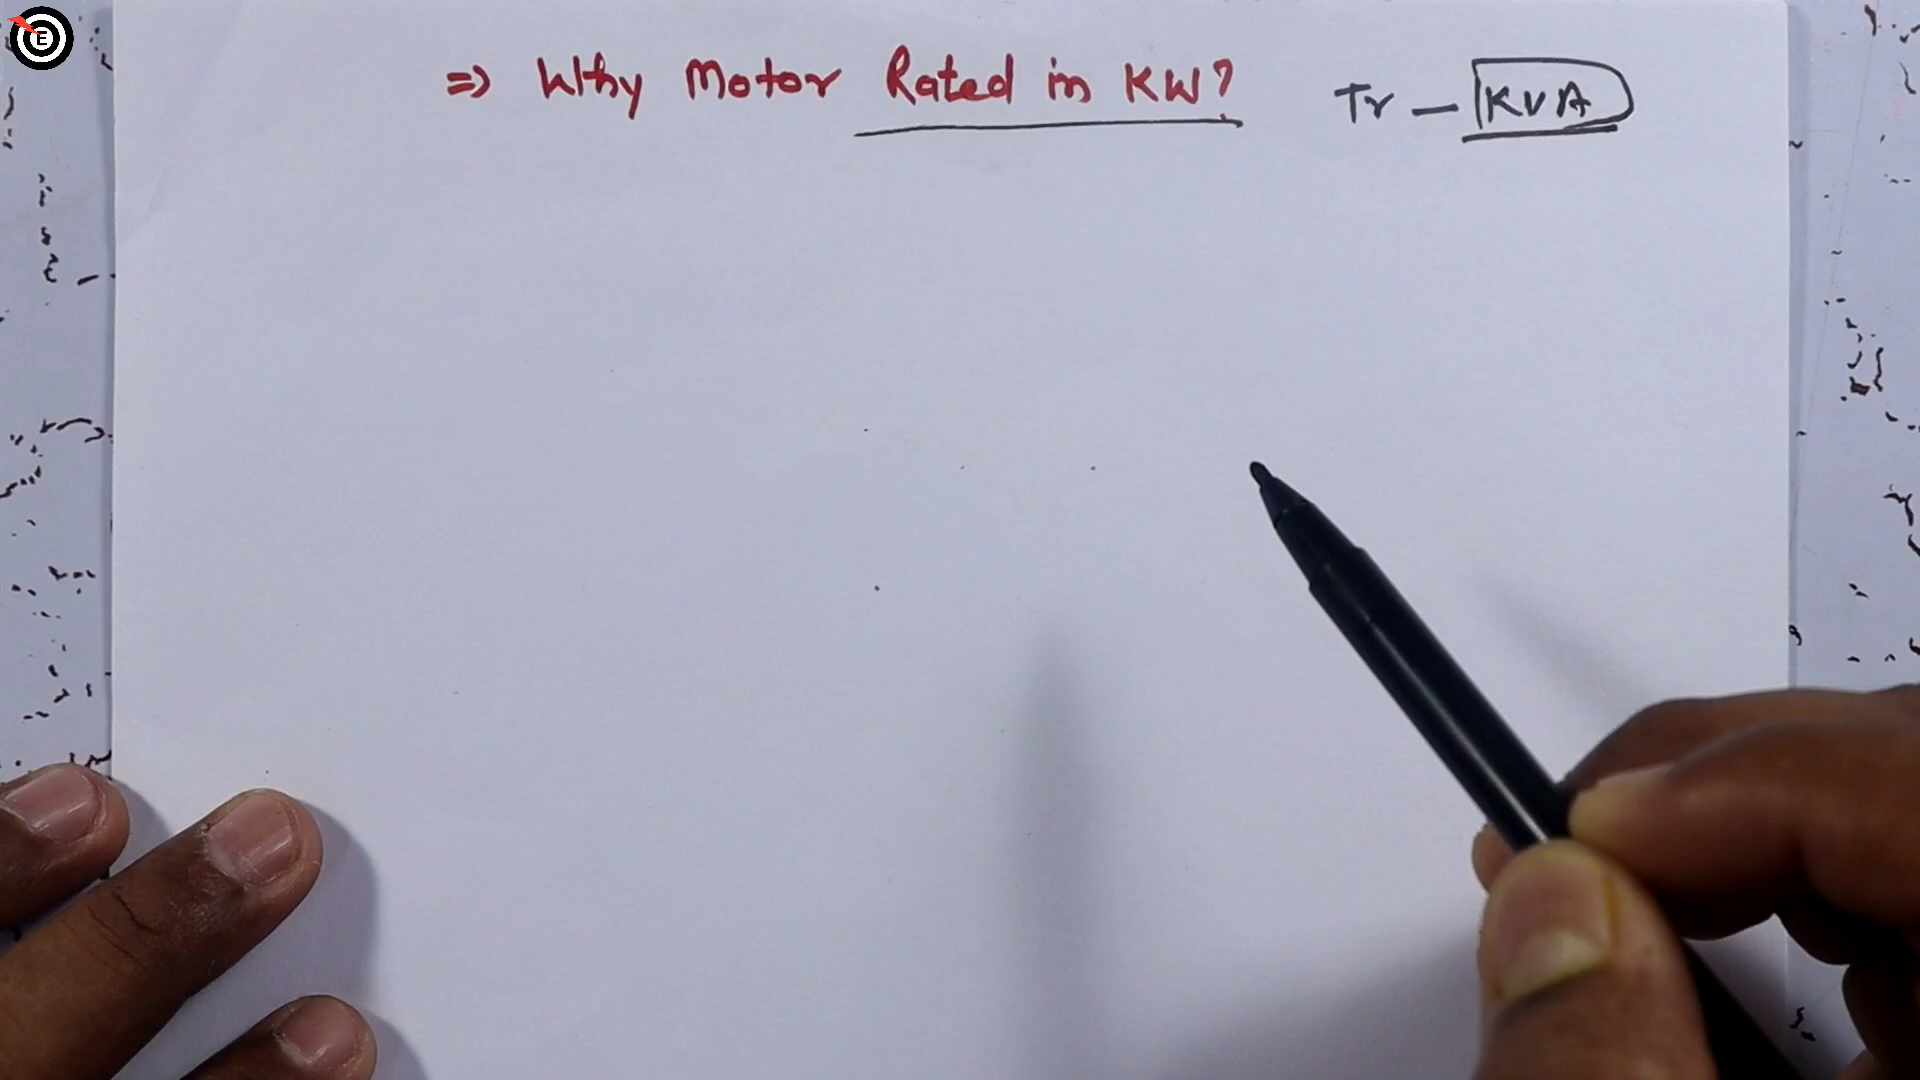 E
⇒ Why Motor Rated in KW? Tr — KVA